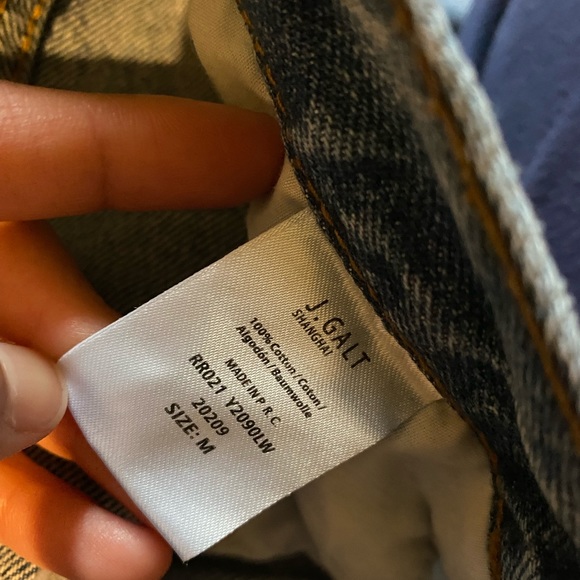 J.GALT
SHANGHAI
100%Cotton/Coton/
Algodón/Baumwolle
MADE IN P. R. C
RR021 Y2090LW
20209
SIZE: M